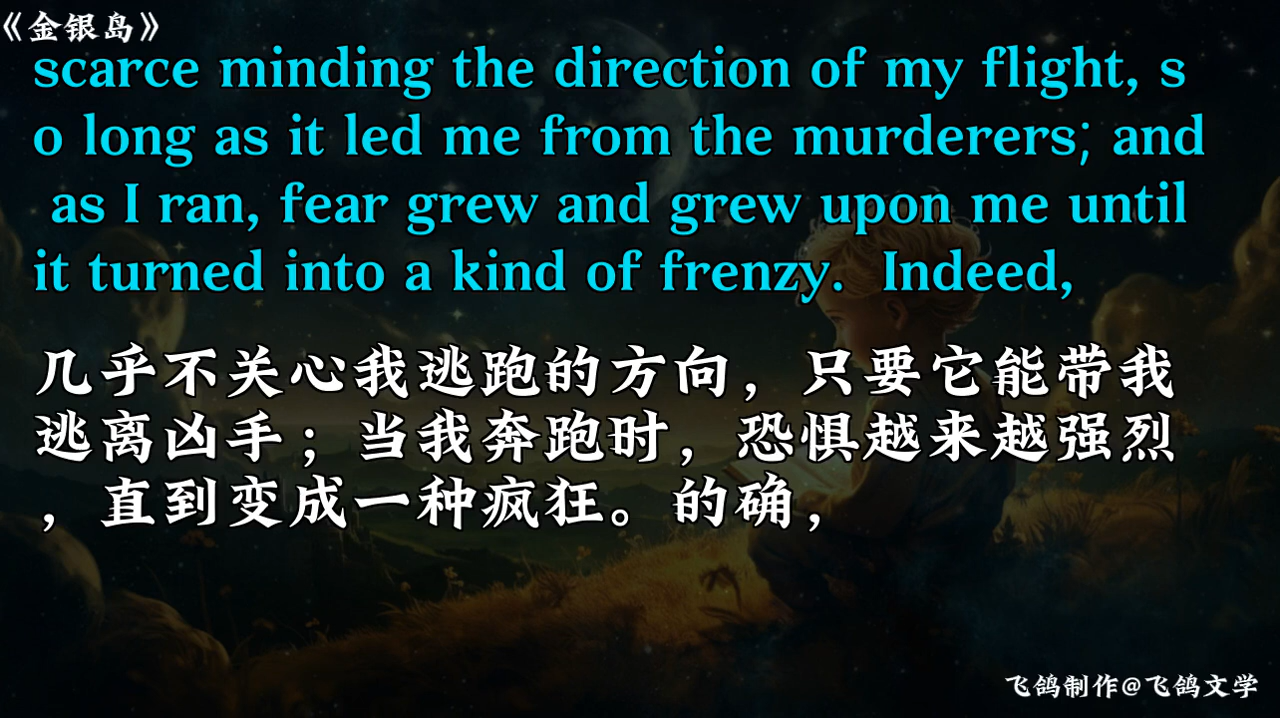 《金银岛》
scarce minding the direction of my flight, s
o long as it led me from the murderers; and
as I ran, fear grew and grew upon me until
it turned into a kind of frenzy.  Indeed,
几乎不关心我逃跑的方向，只要它能带我
逃离凶手；当我奔跑时，恐惧越来越强烈
，直到变成一种疯狂。的确，
飞鸽制作@飞鸽文学